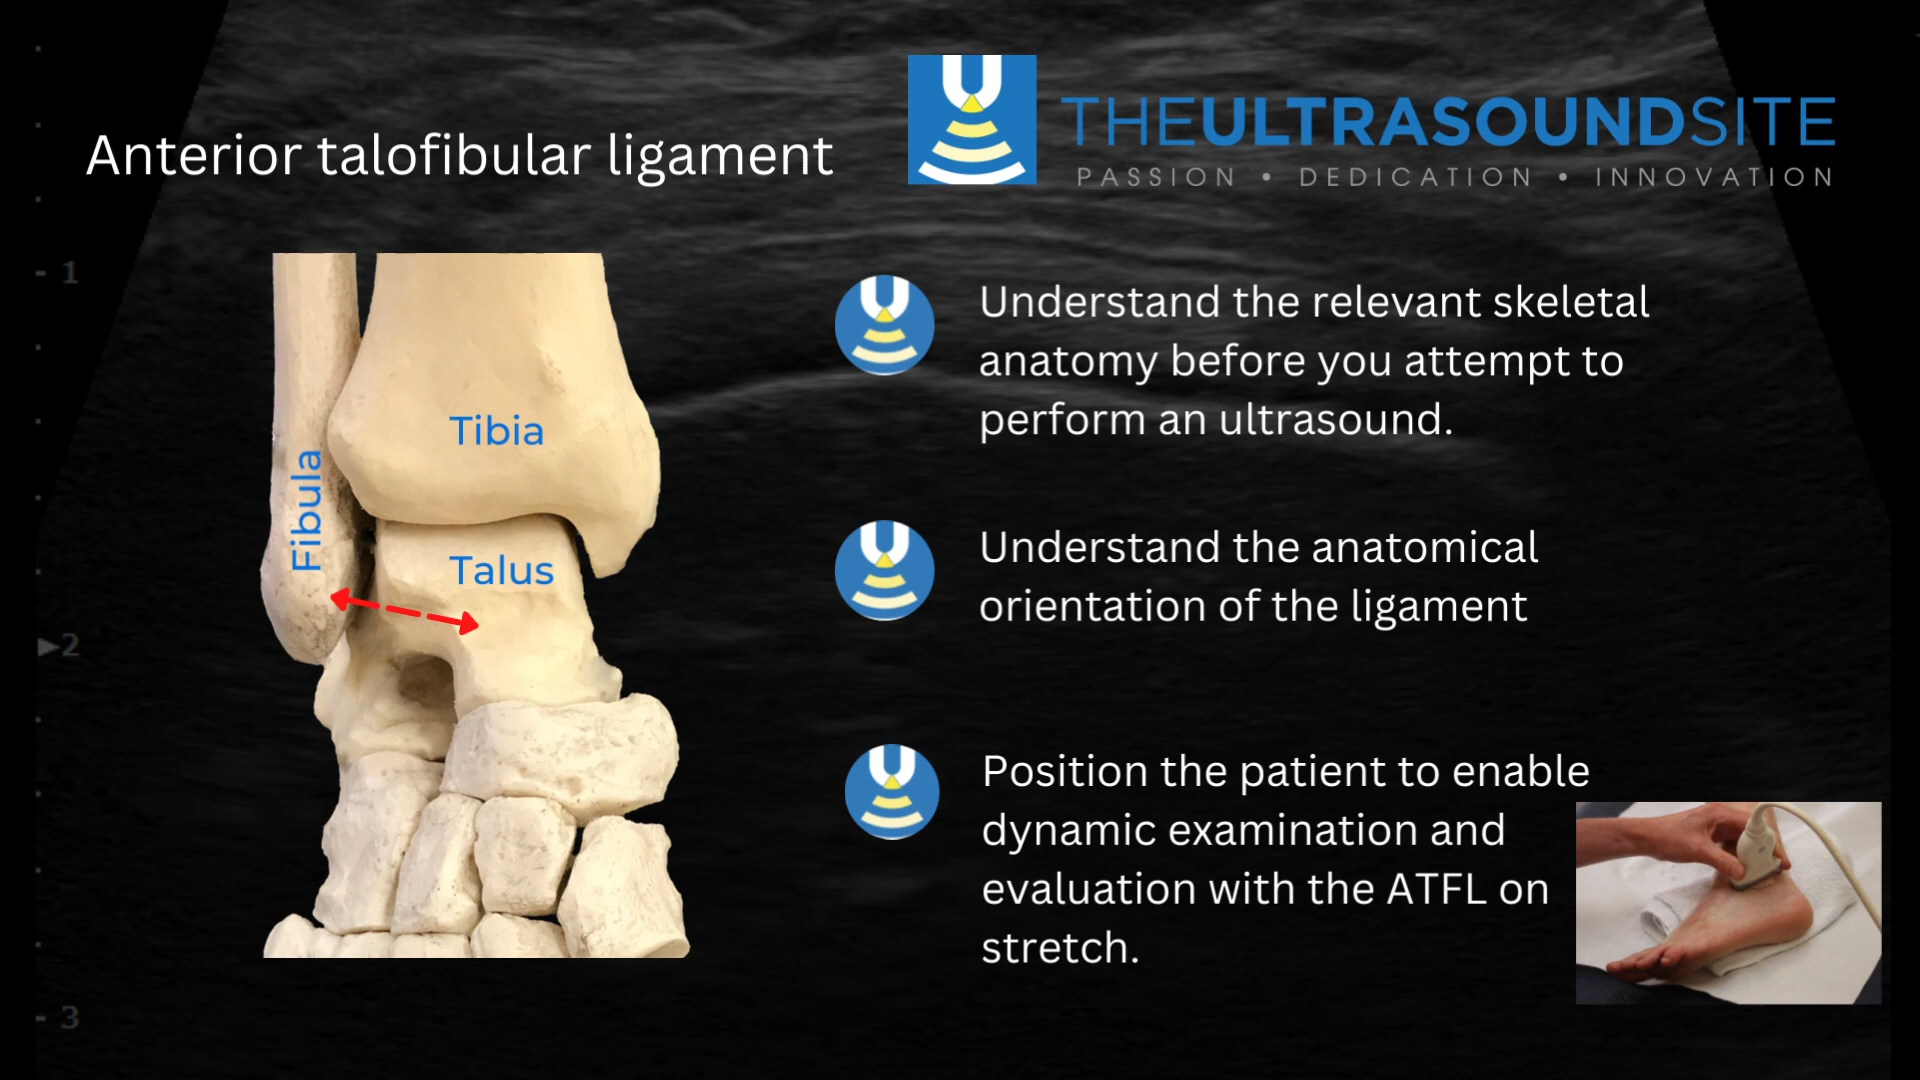 Anterior talofibular ligament
THEULTRASOUNDSITE
PASSION • DEDICATION • INNOVATION
- 1
2
- 3
Tibia
Fibula
Talus
Understand the relevant skeletal
anatomy before you attempt to
perform an ultrasound.
Understand the anatomical
orientation of the ligament
Position the patient to enable
dynamic examination and
evaluation with the ATFL on
stretch.